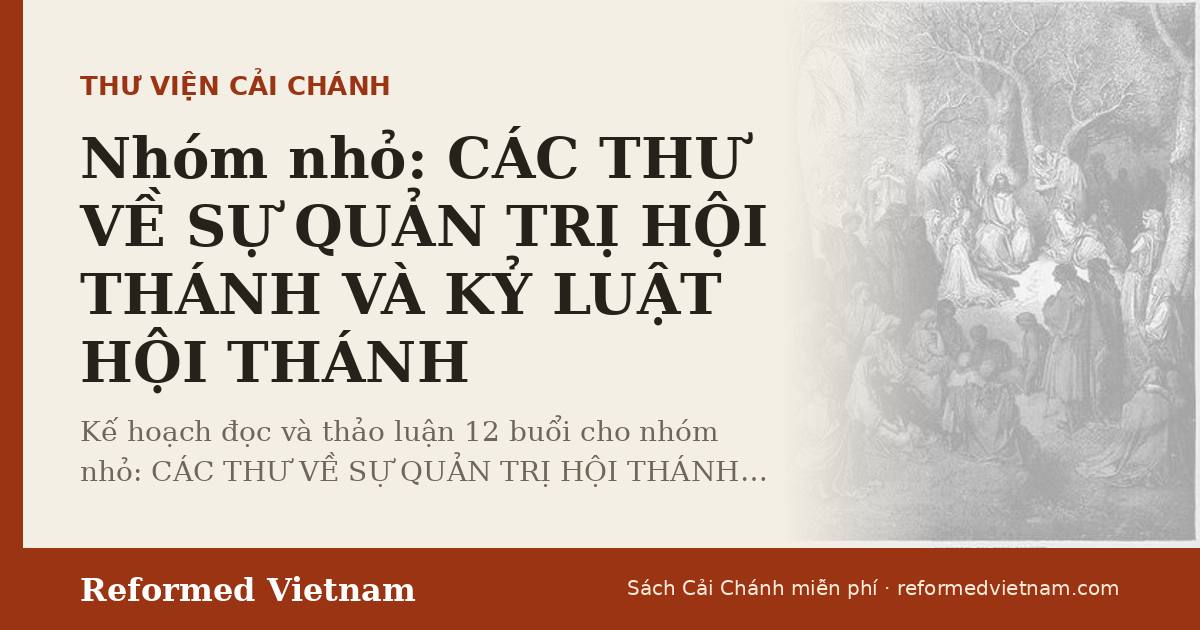 THƯ VIỆN CẢI CHÁNH
Nhóm nhỏ: CÁC THƯ
VỀ SỰ QUẢN TRỊ HỘI
THÁNH VÀ KỶ LUẬT
HỘI THÁNH
Kế hoạch đọc và thảo luận 12 buổi cho nhóm
nhỏ: CÁC THƯ VỀ SỰ QUẢN TRỊ HỘI THÁNH...
Reformed Vietnam
Sách Cải Chánh miễn phí · reformedvietnam.com